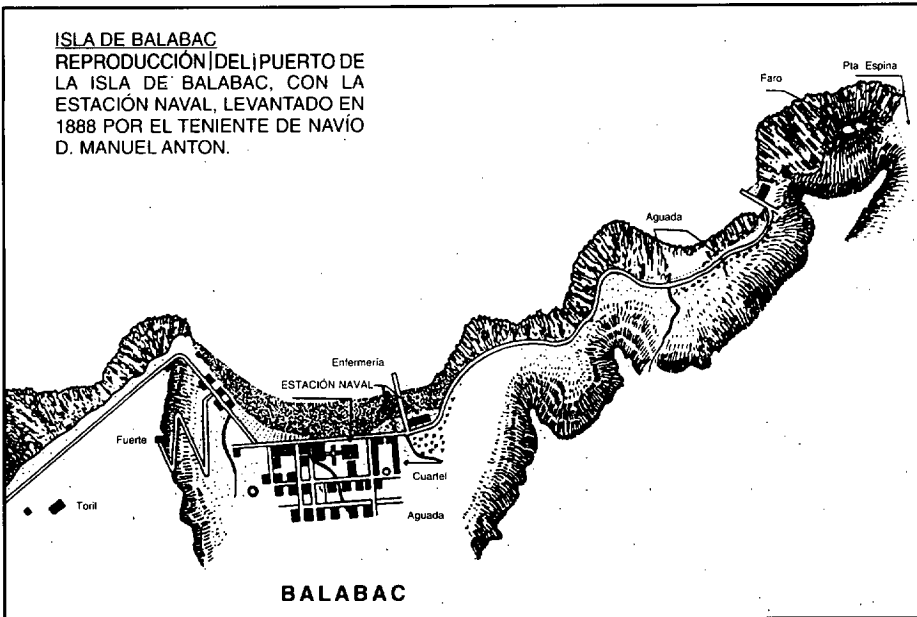 ISLA DE BALABAC
REPRODUCCIÓN DEL PUERTO DE
LA ISLA DE BALABAC, CON LA
ESTACIÓN NAVAL, LEVANTADO EN
1888 POR EL TENIENTE DE NAVÍO
D. MANUEL ANTON.
Pta Espina
Faro
Aguada
Enfermería
ESTACIÓN NAVAL
Fuerte
Cuartel
Toril
Aguada
BALABAC